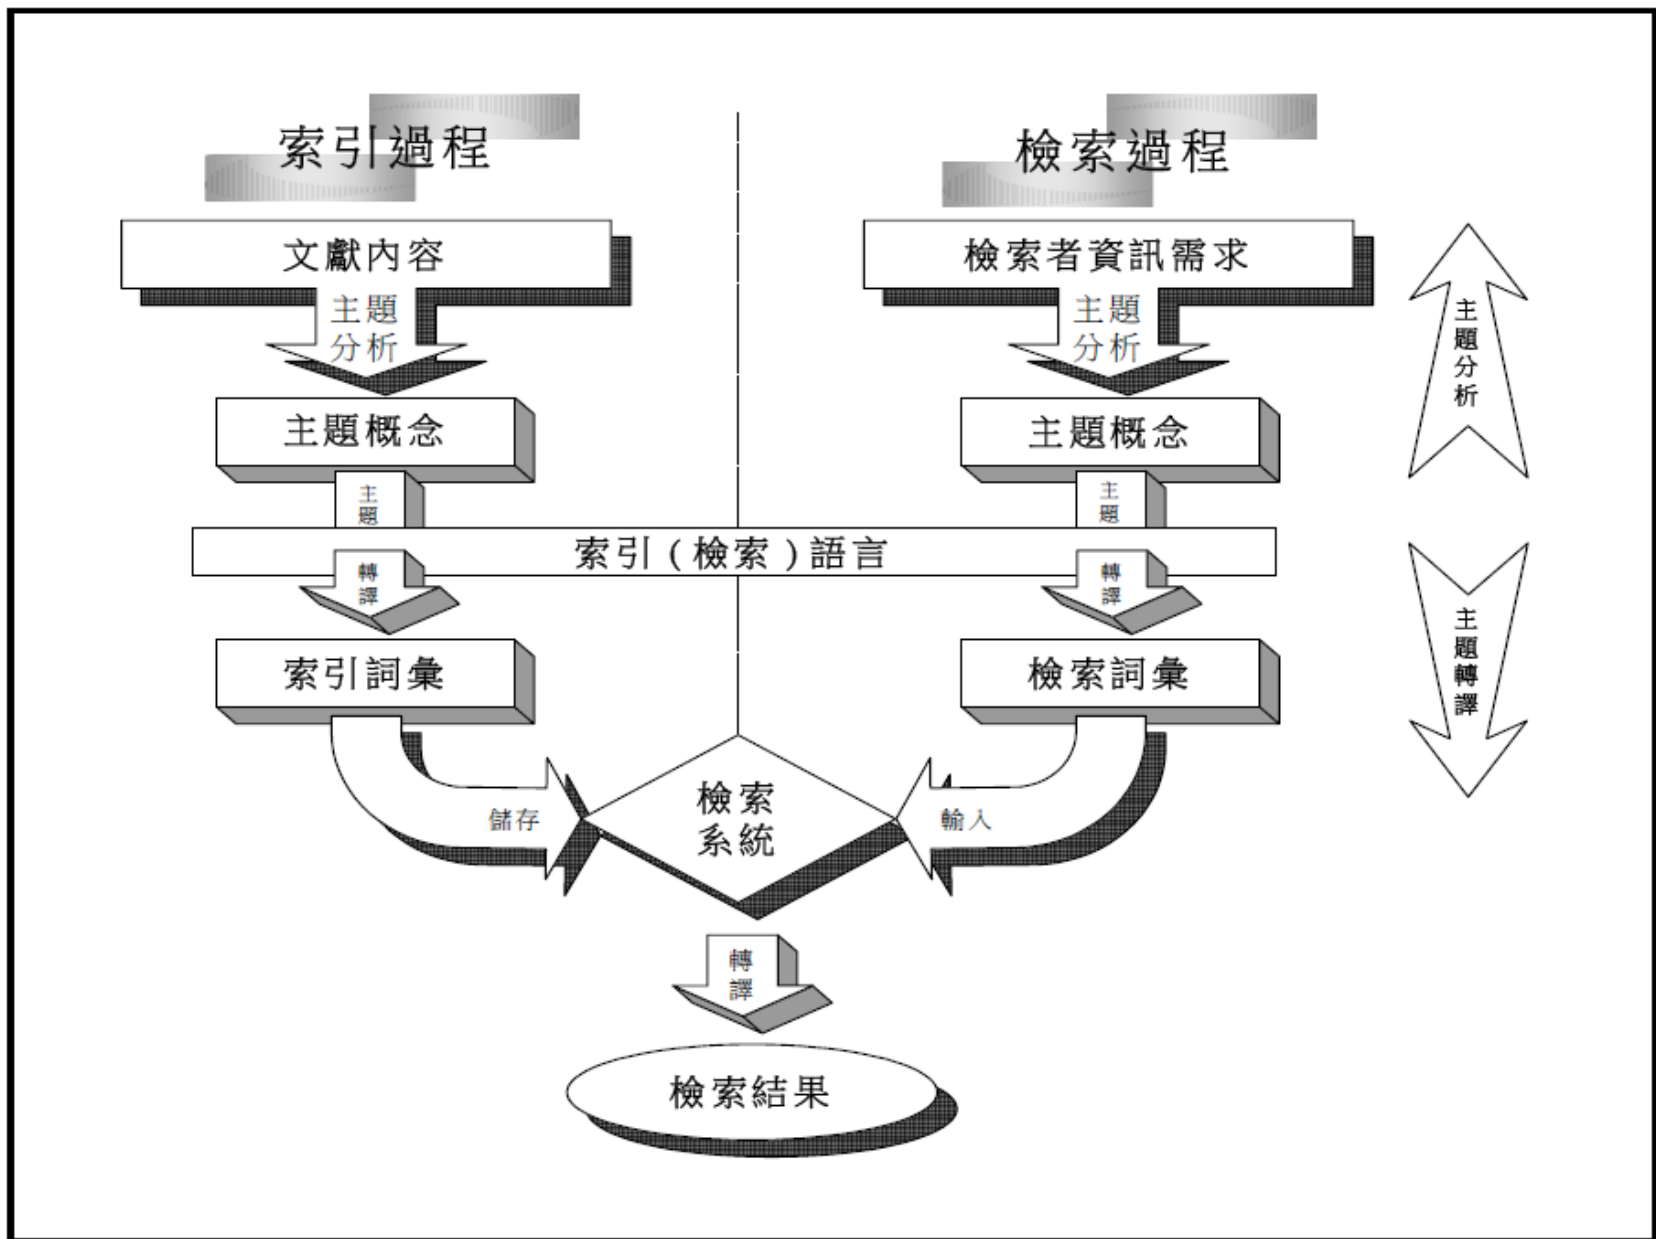 索引過程
檢索過程
文獻內容
檢索者資訊需求
主題
分析
主題
分析
主
題
分
析
主題概念
主題概念
主
題
主
題
索引(檢索)語言
轉
譯
轉
譯
主
題
轉
譯
索引詞彙
檢索詞彙
儲存
檢索
系統
輸入
轉
譯
檢索結果